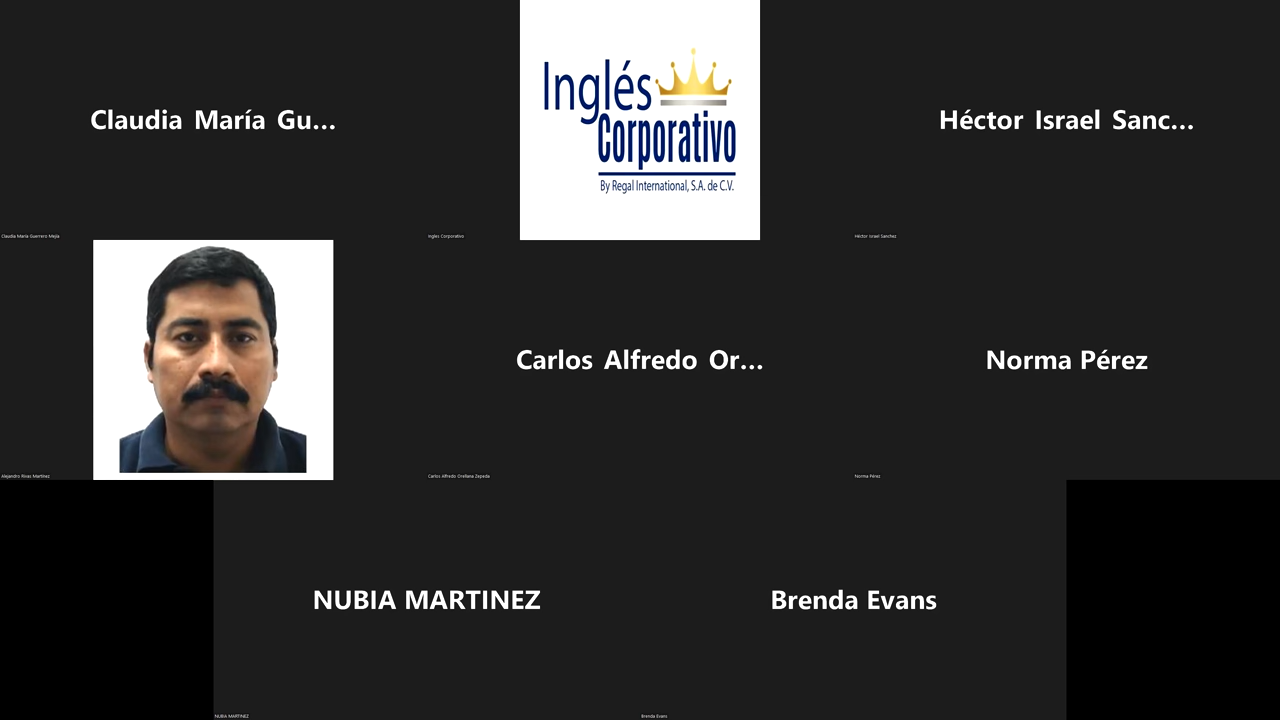 Claudia María Gu...
Inglés
Corporativo
By Regal International, S.A. de C.V.
Héctor Israel Sanc...
Claudia María Guerrero Mejía
Inglés Corporativo
Héctor Israel Sanchez
Carlos Alfredo Or...
Norma Pérez
Alejandro Rivas Martínez
Carlos Alfredo Orellana Zepeda
Norma Pérez
NUBIA MARTINEZ
Brenda Evans
NUBIA MARTINEZ
Brenda Evans